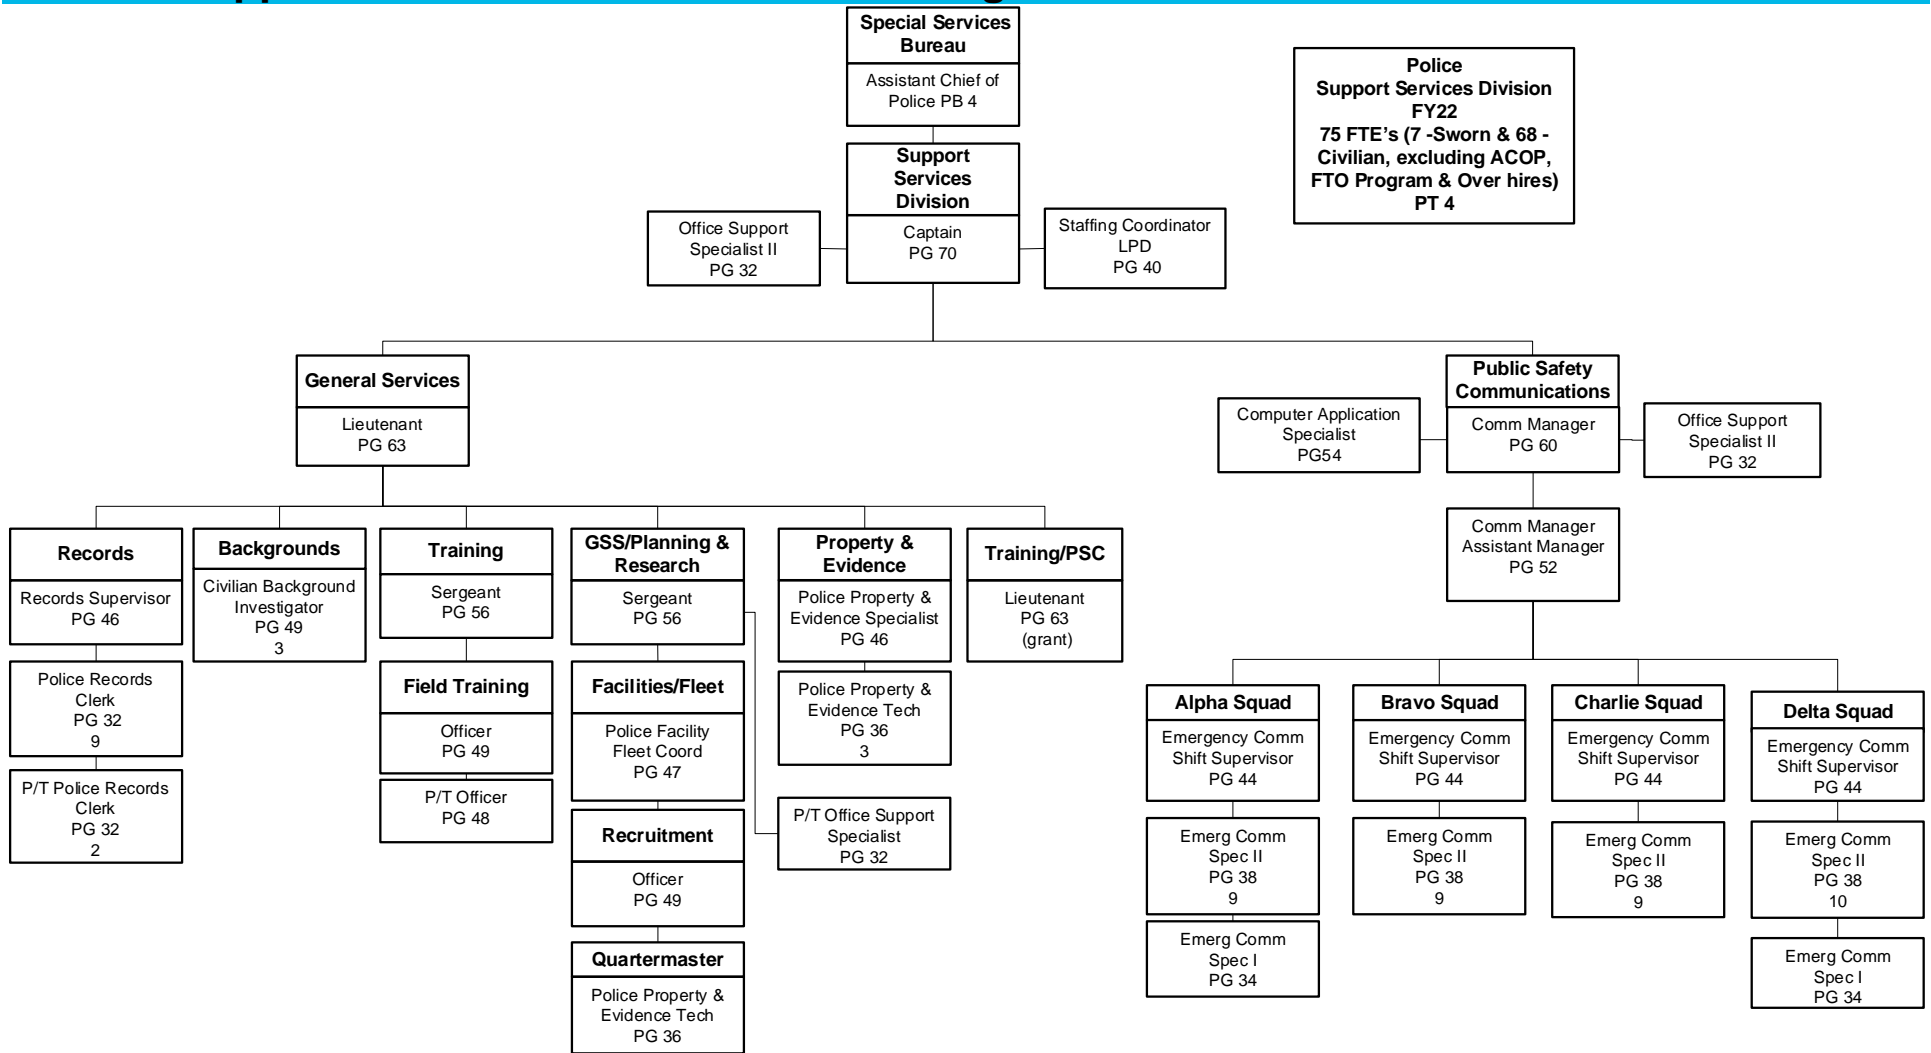 Special Services
Bureau
Assistant Chief of
Police PB 4
Police
Support Services Division
FY22
75 FTE's (7 -Sworn & 68 -
Civilian, excluding ACOP,
FTO Program & Over hires)
PT 4
Support
Services
Division
Captain
PG 70
Office Support
Specialist II
PG 32
Staffing Coordinator
LPD
PG 40
General Services
Lieutenant
PG 63
Public Safety
Communications
Comm Manager
PG 60
Computer Application
Specialist
PG54
Office Support
Specialist II
PG 32
Comm Manager
Assistant Manager
PG 52
Records
Records Supervisor
PG 46
Police Records
Clerk
PG 32
9
P/T Police Records
Clerk
PG 32
2
Backgrounds
Civilian Background
Investigator
PG 49
3
Training
Sergeant
PG 56
Field Training
Officer
PG 49
P/T Officer
PG 48
GSS/Planning &
Research
Sergeant
PG 56
Facilities/Fleet
Police Facility
Fleet Coord
PG 47
Recruitment
Officer
PG 49
Quartermaster
Police Property &
Evidence Tech
PG 36
Property &
Evidence
Police Property &
Evidence Specialist
PG 46
Police Property &
Evidence Tech
PG 36
3
P/T Office Support
Specialist
PG 32
Training/PSC
Lieutenant
PG 63
(grant)
Alpha Squad
Emergency Comm
Shift Supervisor
PG 44
Emerg Comm
Spec II
PG 38
9
Emerg Comm
Spec I
PG 34
Bravo Squad
Emergency Comm
Shift Supervisor
PG 44
Emerg Comm
Spec II
PG 38
9
Charlie Squad
Emergency Comm
Shift Supervisor
PG 44
Emerg Comm
Spec II
PG 38
9
Delta Squad
Emergency Comm
Shift Supervisor
PG 44
Emerg Comm
Spec II
PG 38
10
Emerg Comm
Spec I
PG 34